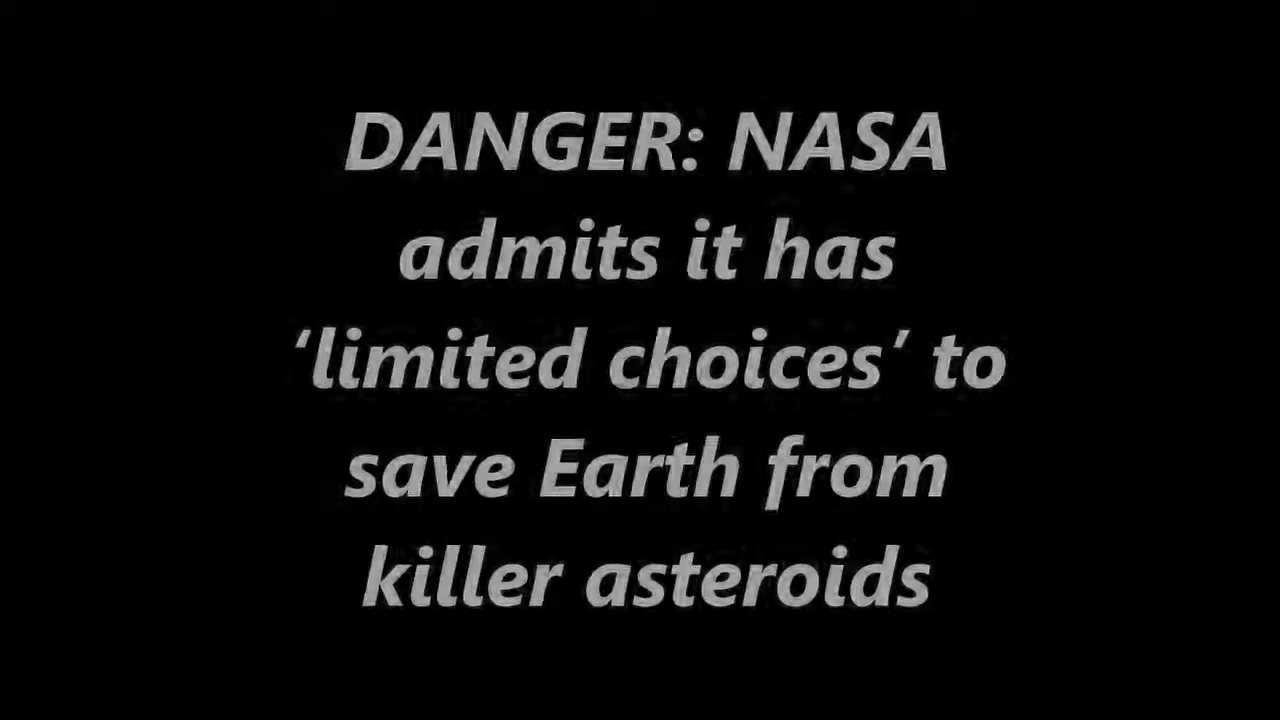 DANGER: NASA
admits it has
‘limited choices’ to
save Earth from
killer asteroids